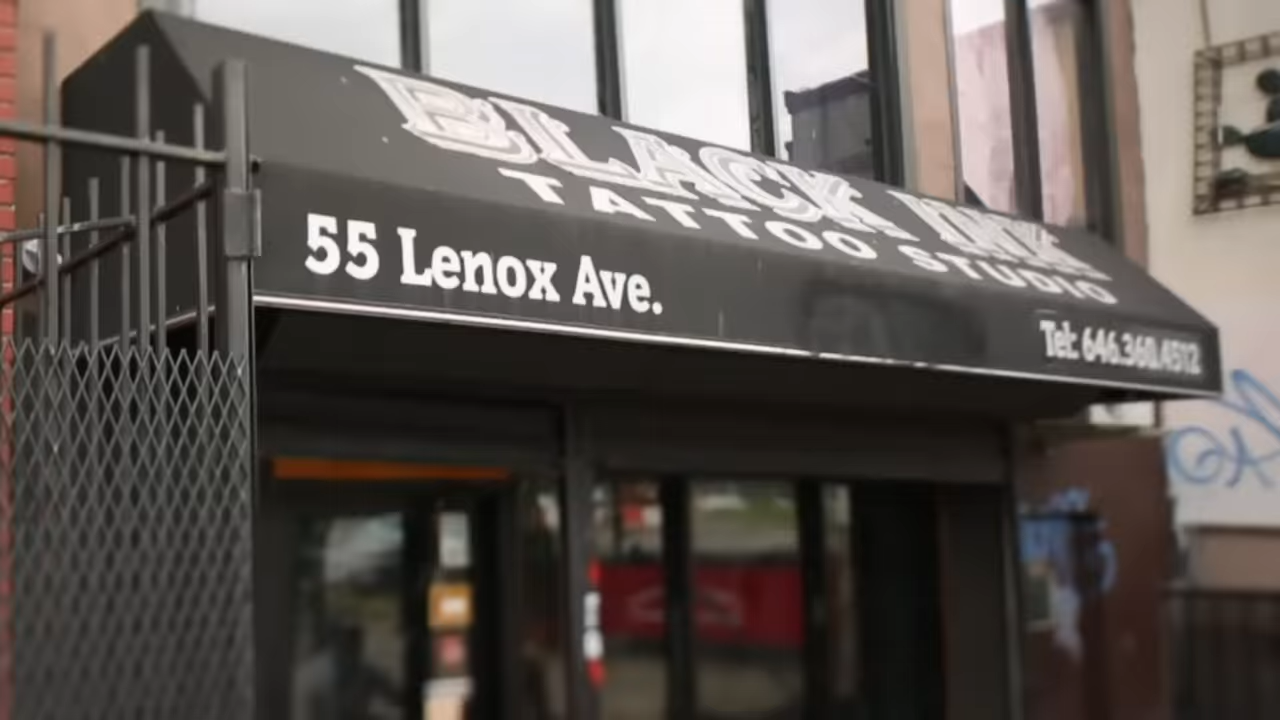 BLACK INK
TATTOO STUDIO
55 Lenox Ave.
Tel: 646.360.4512